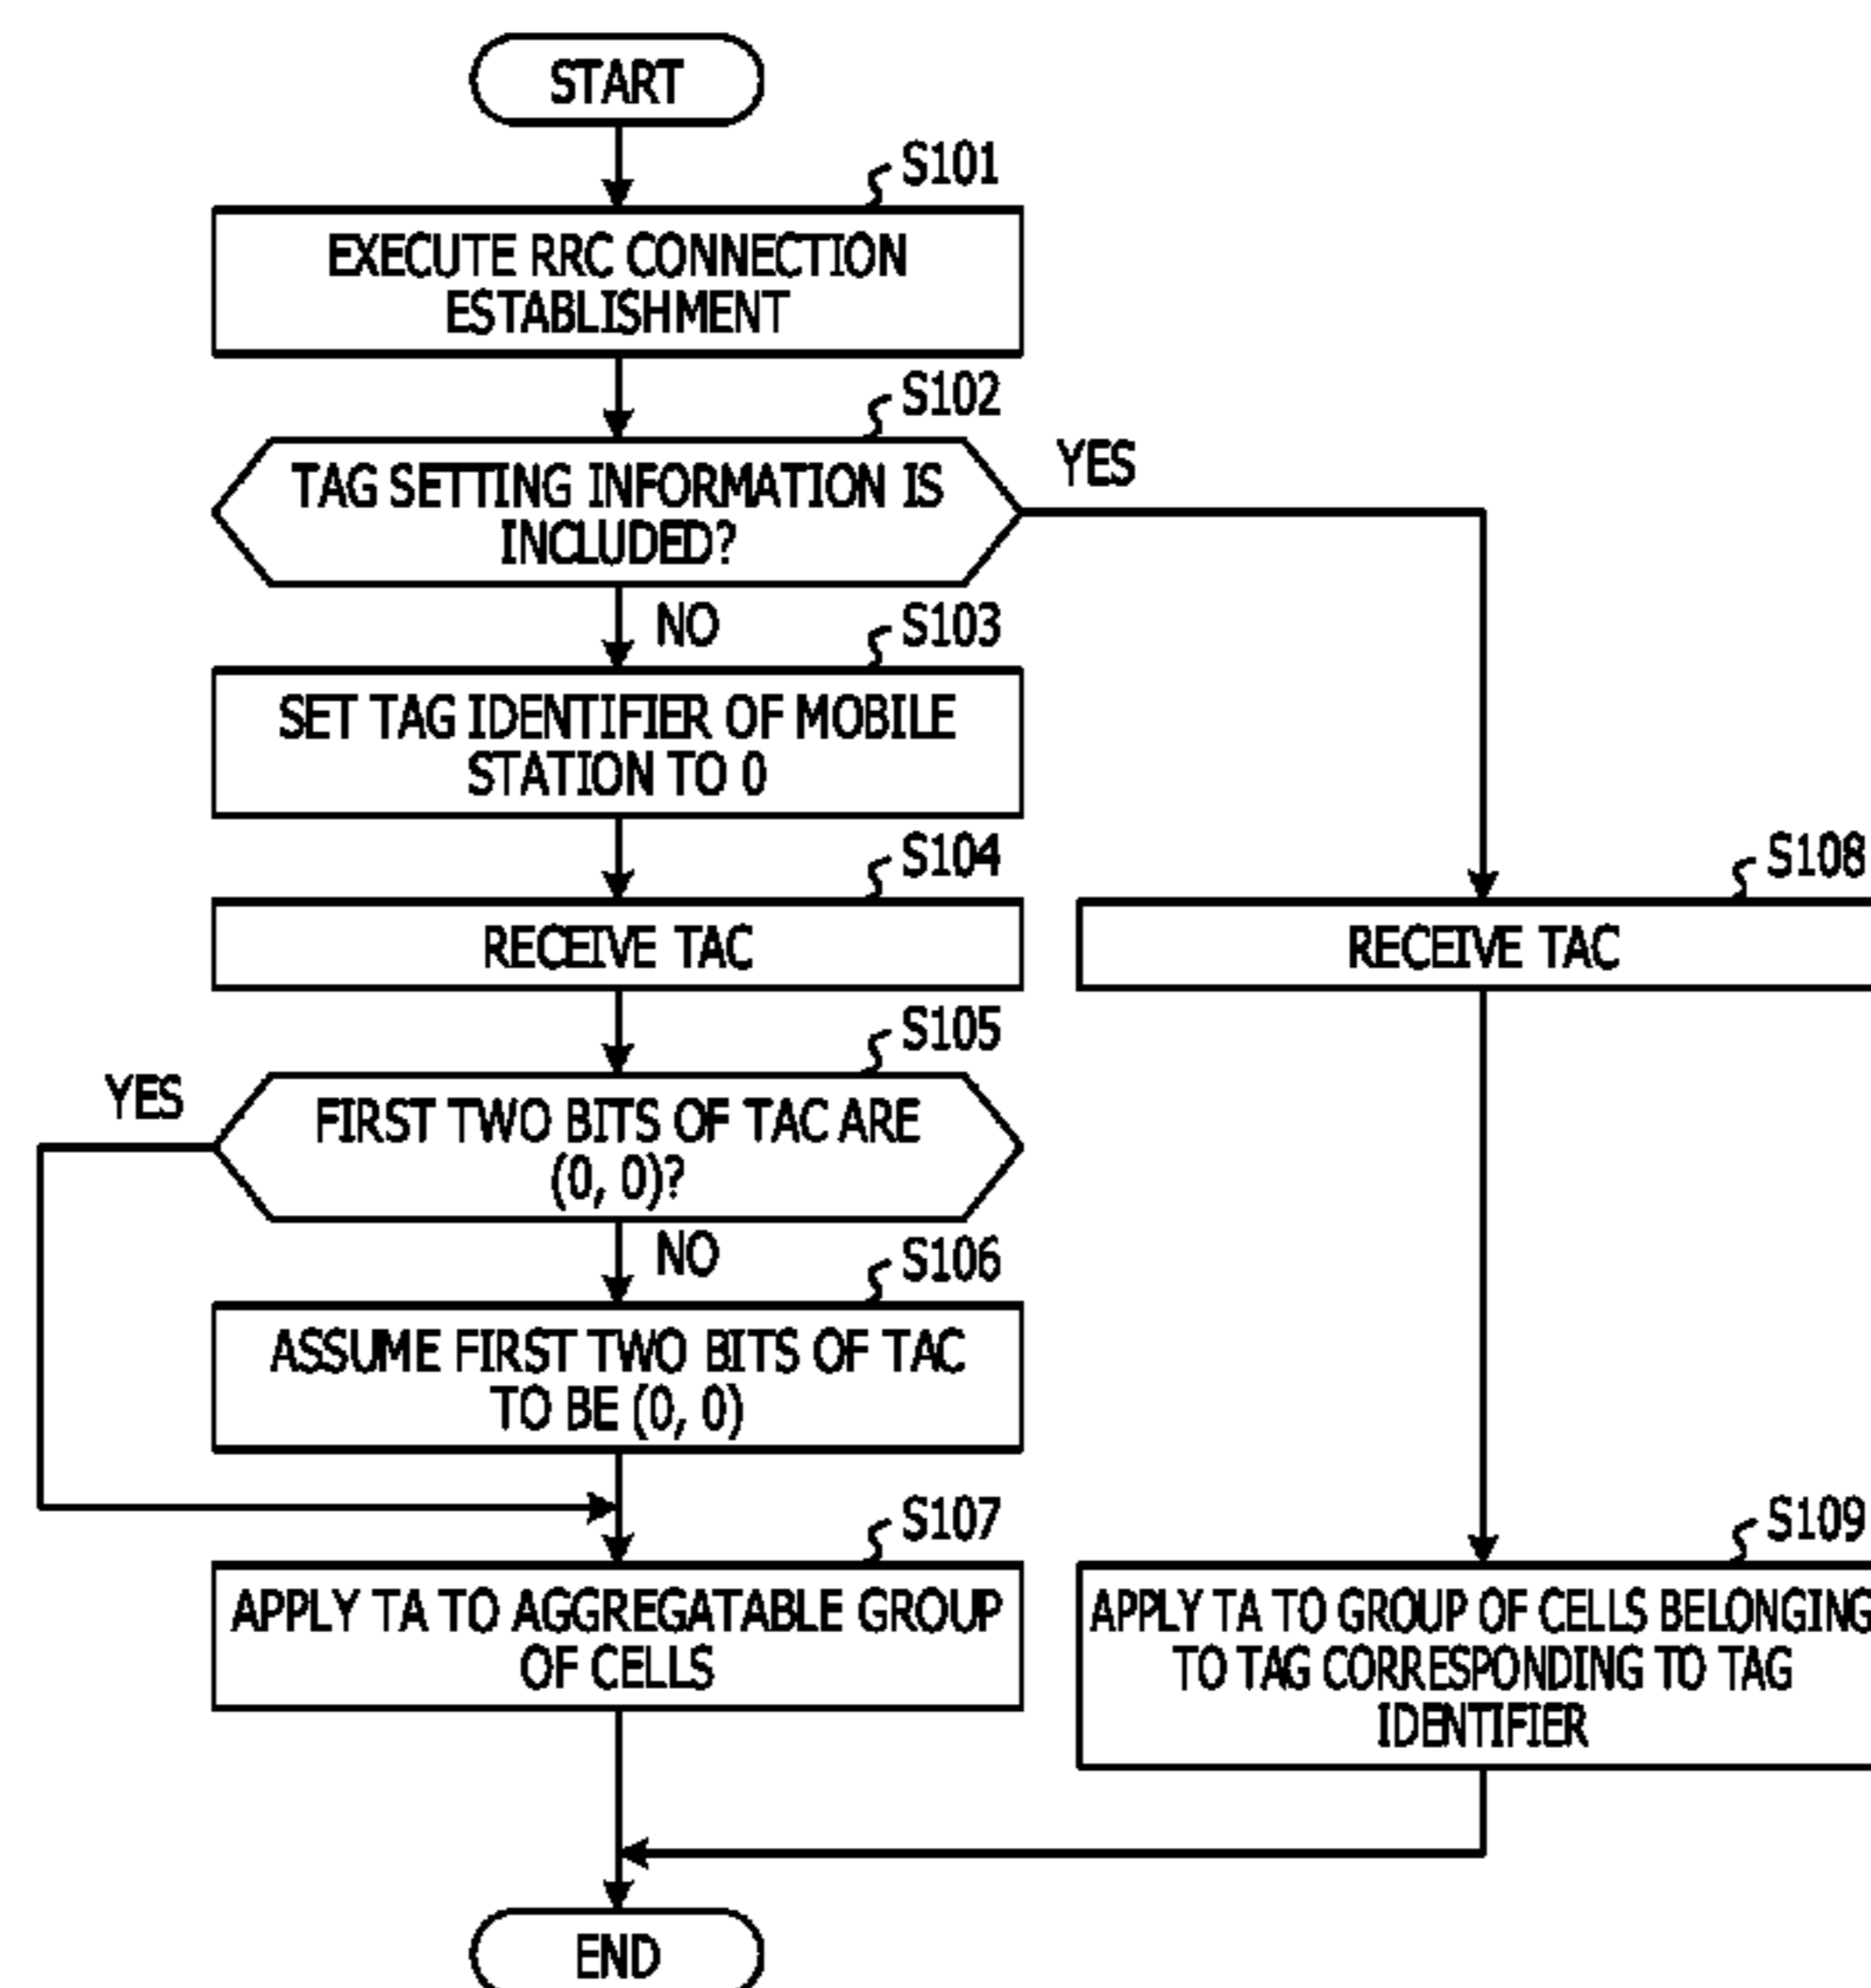 START
S101
EXECUTE RRC CONNECTION
ESTABLISHMENT
S102
TAG SETTING INFORMATION IS
INCLUDED?
YES
NO
S103
SET TAG IDENTIFIER OF MOBILE
STATION TO 0
S104
RECEIVE TAC
S108
RECEIVE TAC
S105
YES
FIRST TWO BITS OF TAC ARE
(0, 0)?
NO
S106
ASSUME FIRST TWO BITS OF TAC
TO BE (0, 0)
S107
APPLY TA TO AGGREGATABLE GROUP
OF CELLS
S109
APPLY TA TO GROUP OF CELLS BELONGING
TO TAG CORRESPONDING TO TAG
IDENTIFIER
END